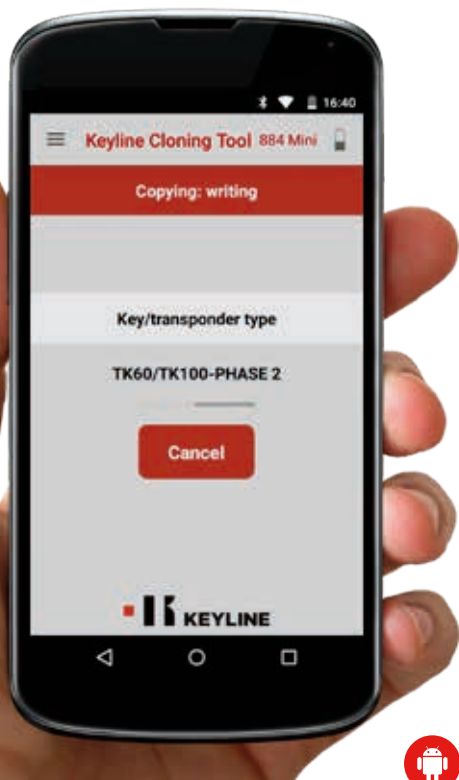 16:40
Keyline Cloning Tool 884 Mini
Copying: writing
Key/transponder type
TK60/TK100-PHASE 2
Cancel
KEYLINE